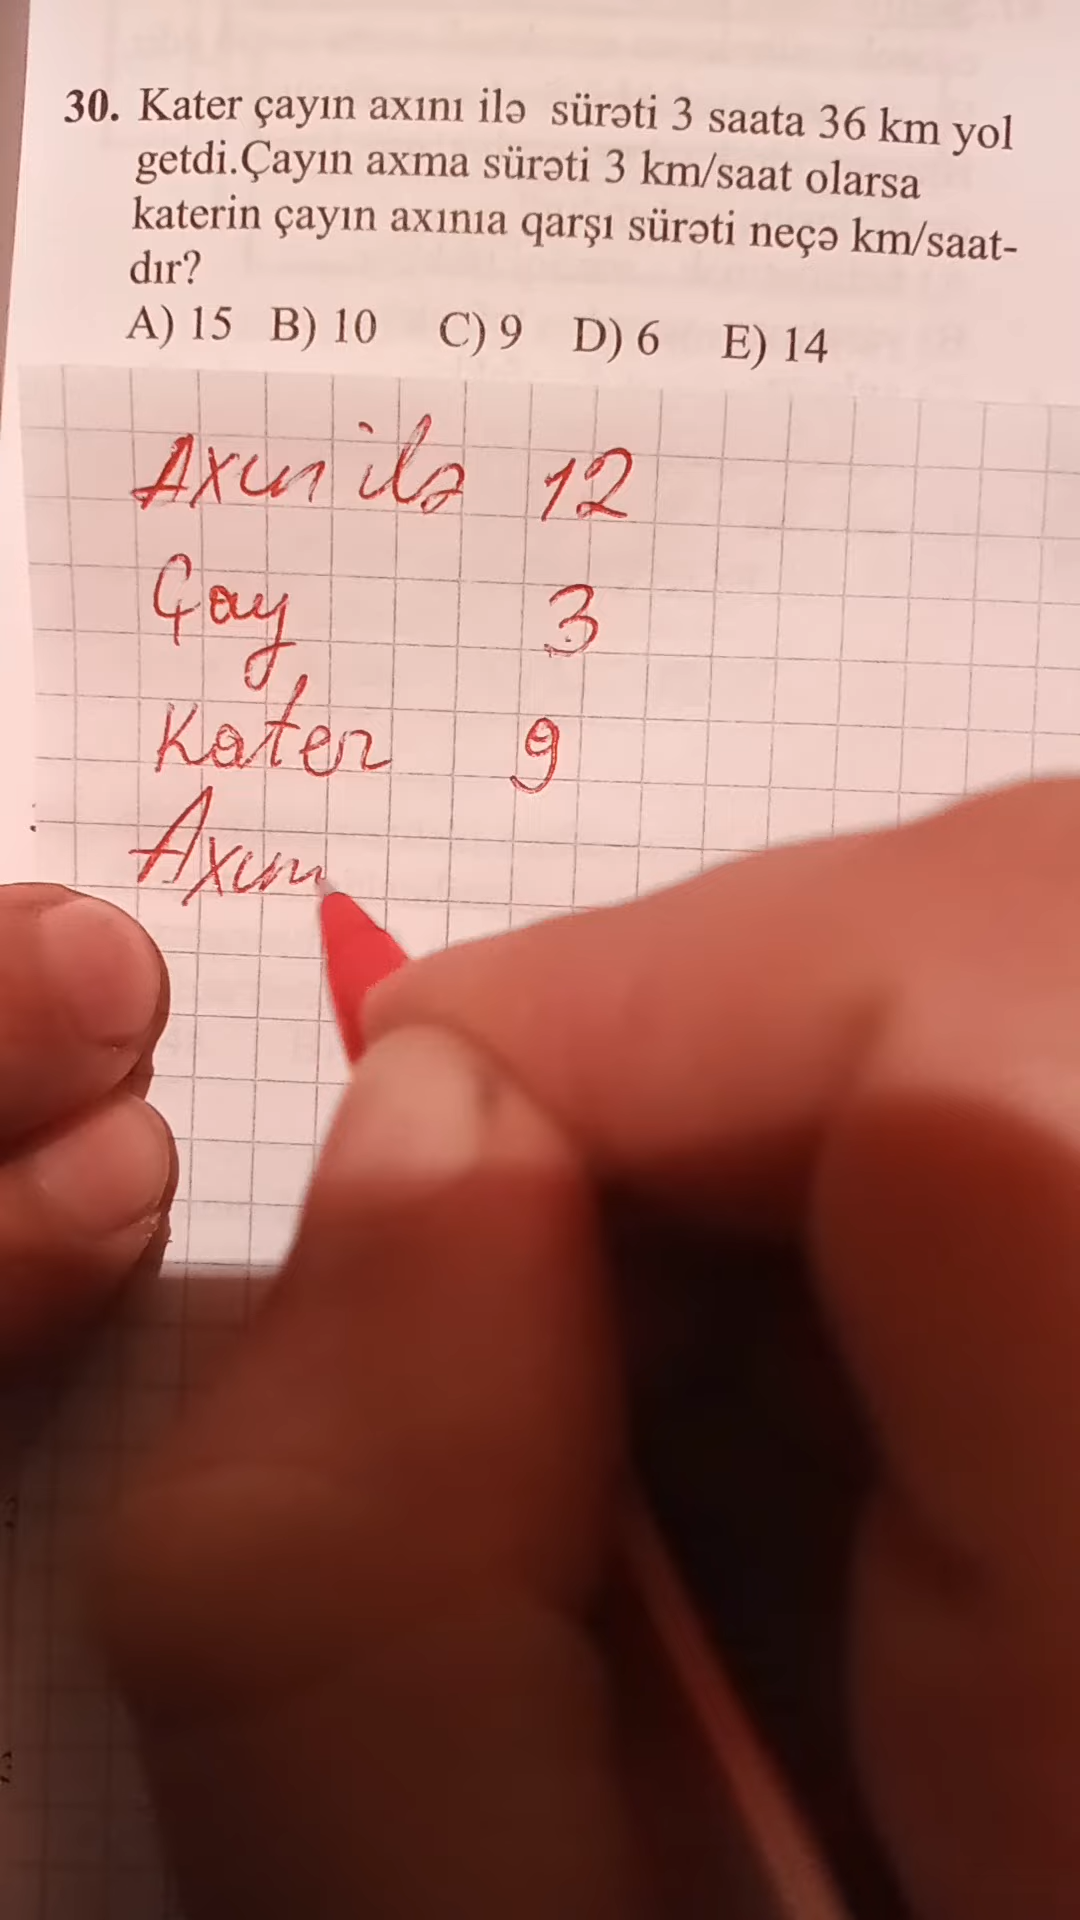 30. Kater çayın axını ilə sürəti 3 saata 36 km yol
getdi.Çayın axma sürəti 3 km/saat olarsa
katerin çayın axınıa qarşı sürəti neçə km/saat-
dır?
A) 15 B) 10 C) 9 D) 6 E) 14
Axın ilə 12
Çay 3
Kater 9
Axın